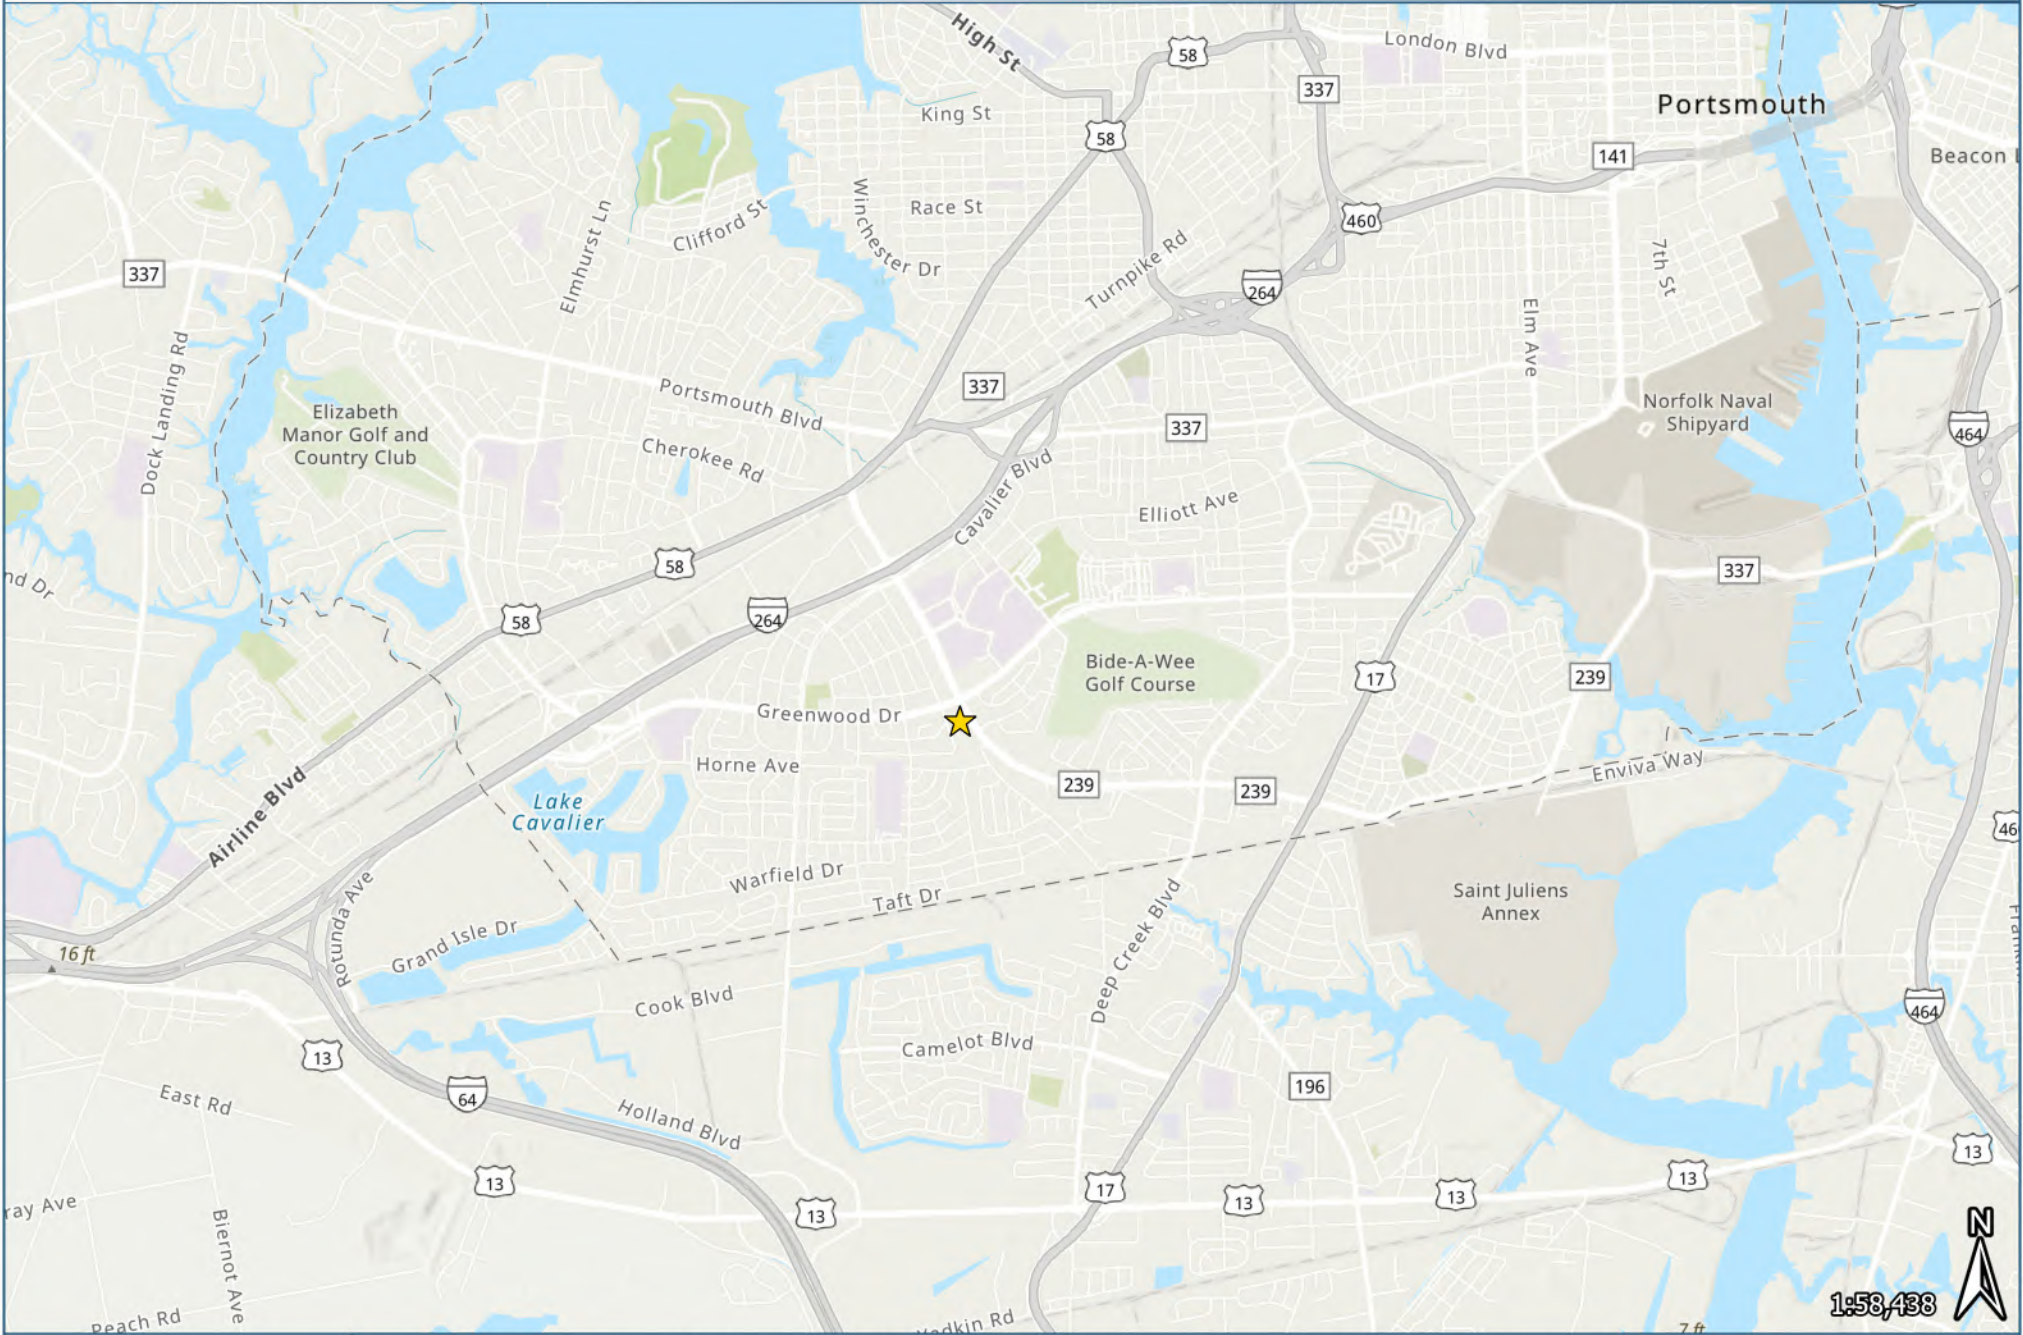 High St
58
London Blvd
337
Portsmouth
King St
58
141
Beacon
Winchester Dr
Race St
Elmhurst Ln
Clifford St
460
Turnpike Rd
7th St
337
264
Elm Ave
Dock Landing Rd
337
Portsmouth Blvd
Elizabeth
Manor Golf and
Country Club
337
Norfolk Naval
Shipyard
464
Cherokee Rd
Cavalier Blvd
Elliott Ave
58
337
nd Dr
58
264
Bide-A-Wee
Golf Course
17
239
Greenwood Dr
Horne Ave
239
239
Enviva Way
Lake
Cavalier
Airline Blvd
46
Warfield Dr
Taft Dr
Saint Juliens
Annex
Rotunda Ave
Grand Isle Dr
16 ft
Deep Creek Blvd
Cook Blvd
464
13
Camelot Blvd
64
196
East Rd
Holland Blvd
13
13
17
13
13
13
13
ray Ave
Biernot Ave
N
1:58,438
Peach Rd
7 ft